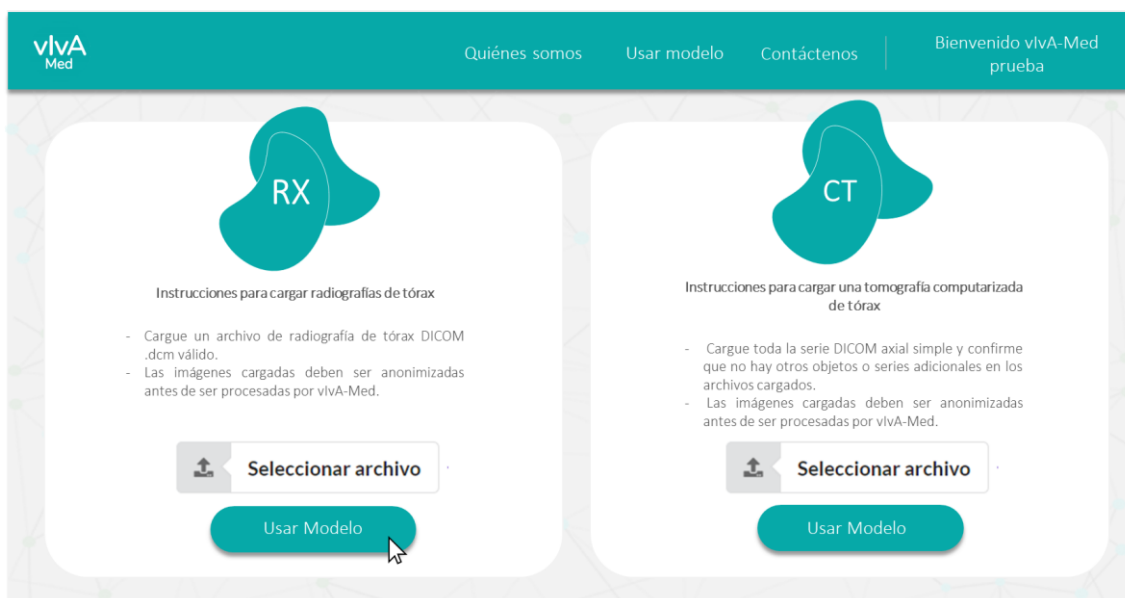 vIvA
Med
Quiénes somos
Usar modelo
Contáctenos
Bienvenido vIvA-Med
prueba
RX
Instrucciones para cargar radiografías de tórax
- Cargue un archivo de radiografía de tórax DICOM
.dcm válido.
- Las imágenes cargadas deben ser anonimizadas
antes de ser procesadas por vIvA-Med.
Seleccionar archivo
Usar Modelo
CT
Instrucciones para cargar una tomografía computarizada
de tórax
- Cargue toda la serie DICOM axial simple y confirme
que no hay otros objetos o series adicionales en los
archivos cargados.
- Las imágenes cargadas deben ser anonimizadas
antes de ser procesadas por vIvA-Med.
Seleccionar archivo
Usar Modelo